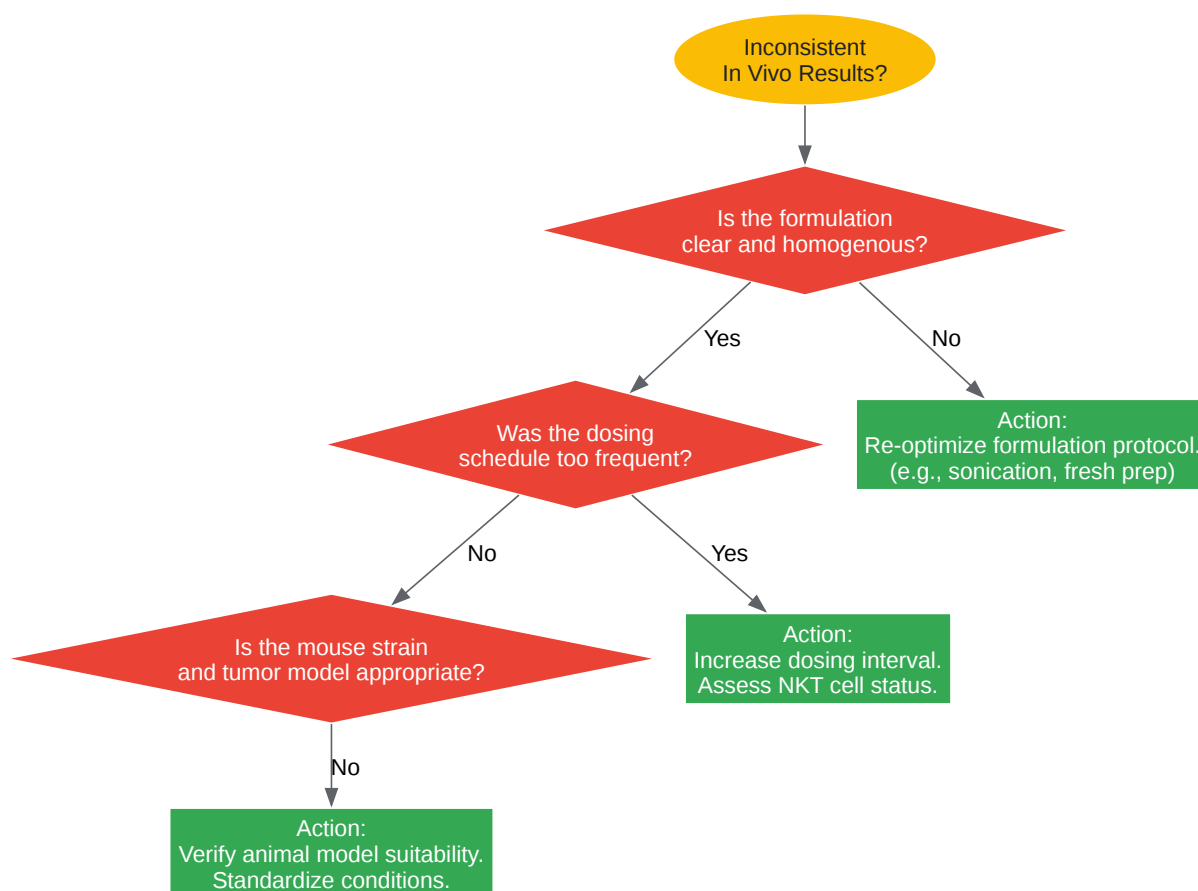 Inconsistent
In Vivo Results?
Is the formulation
clear and homogenous?
Yes
No
Was the dosing
schedule too frequent?
Action:
Re-optimize formulation protocol.
(e.g., sonication, fresh prep)
No
Yes
Is the mouse strain
and tumor model appropriate?
Action:
Increase dosing interval.
Assess NKT cell status.
No
Action:
Verify animal model suitability.
Standardize conditions.